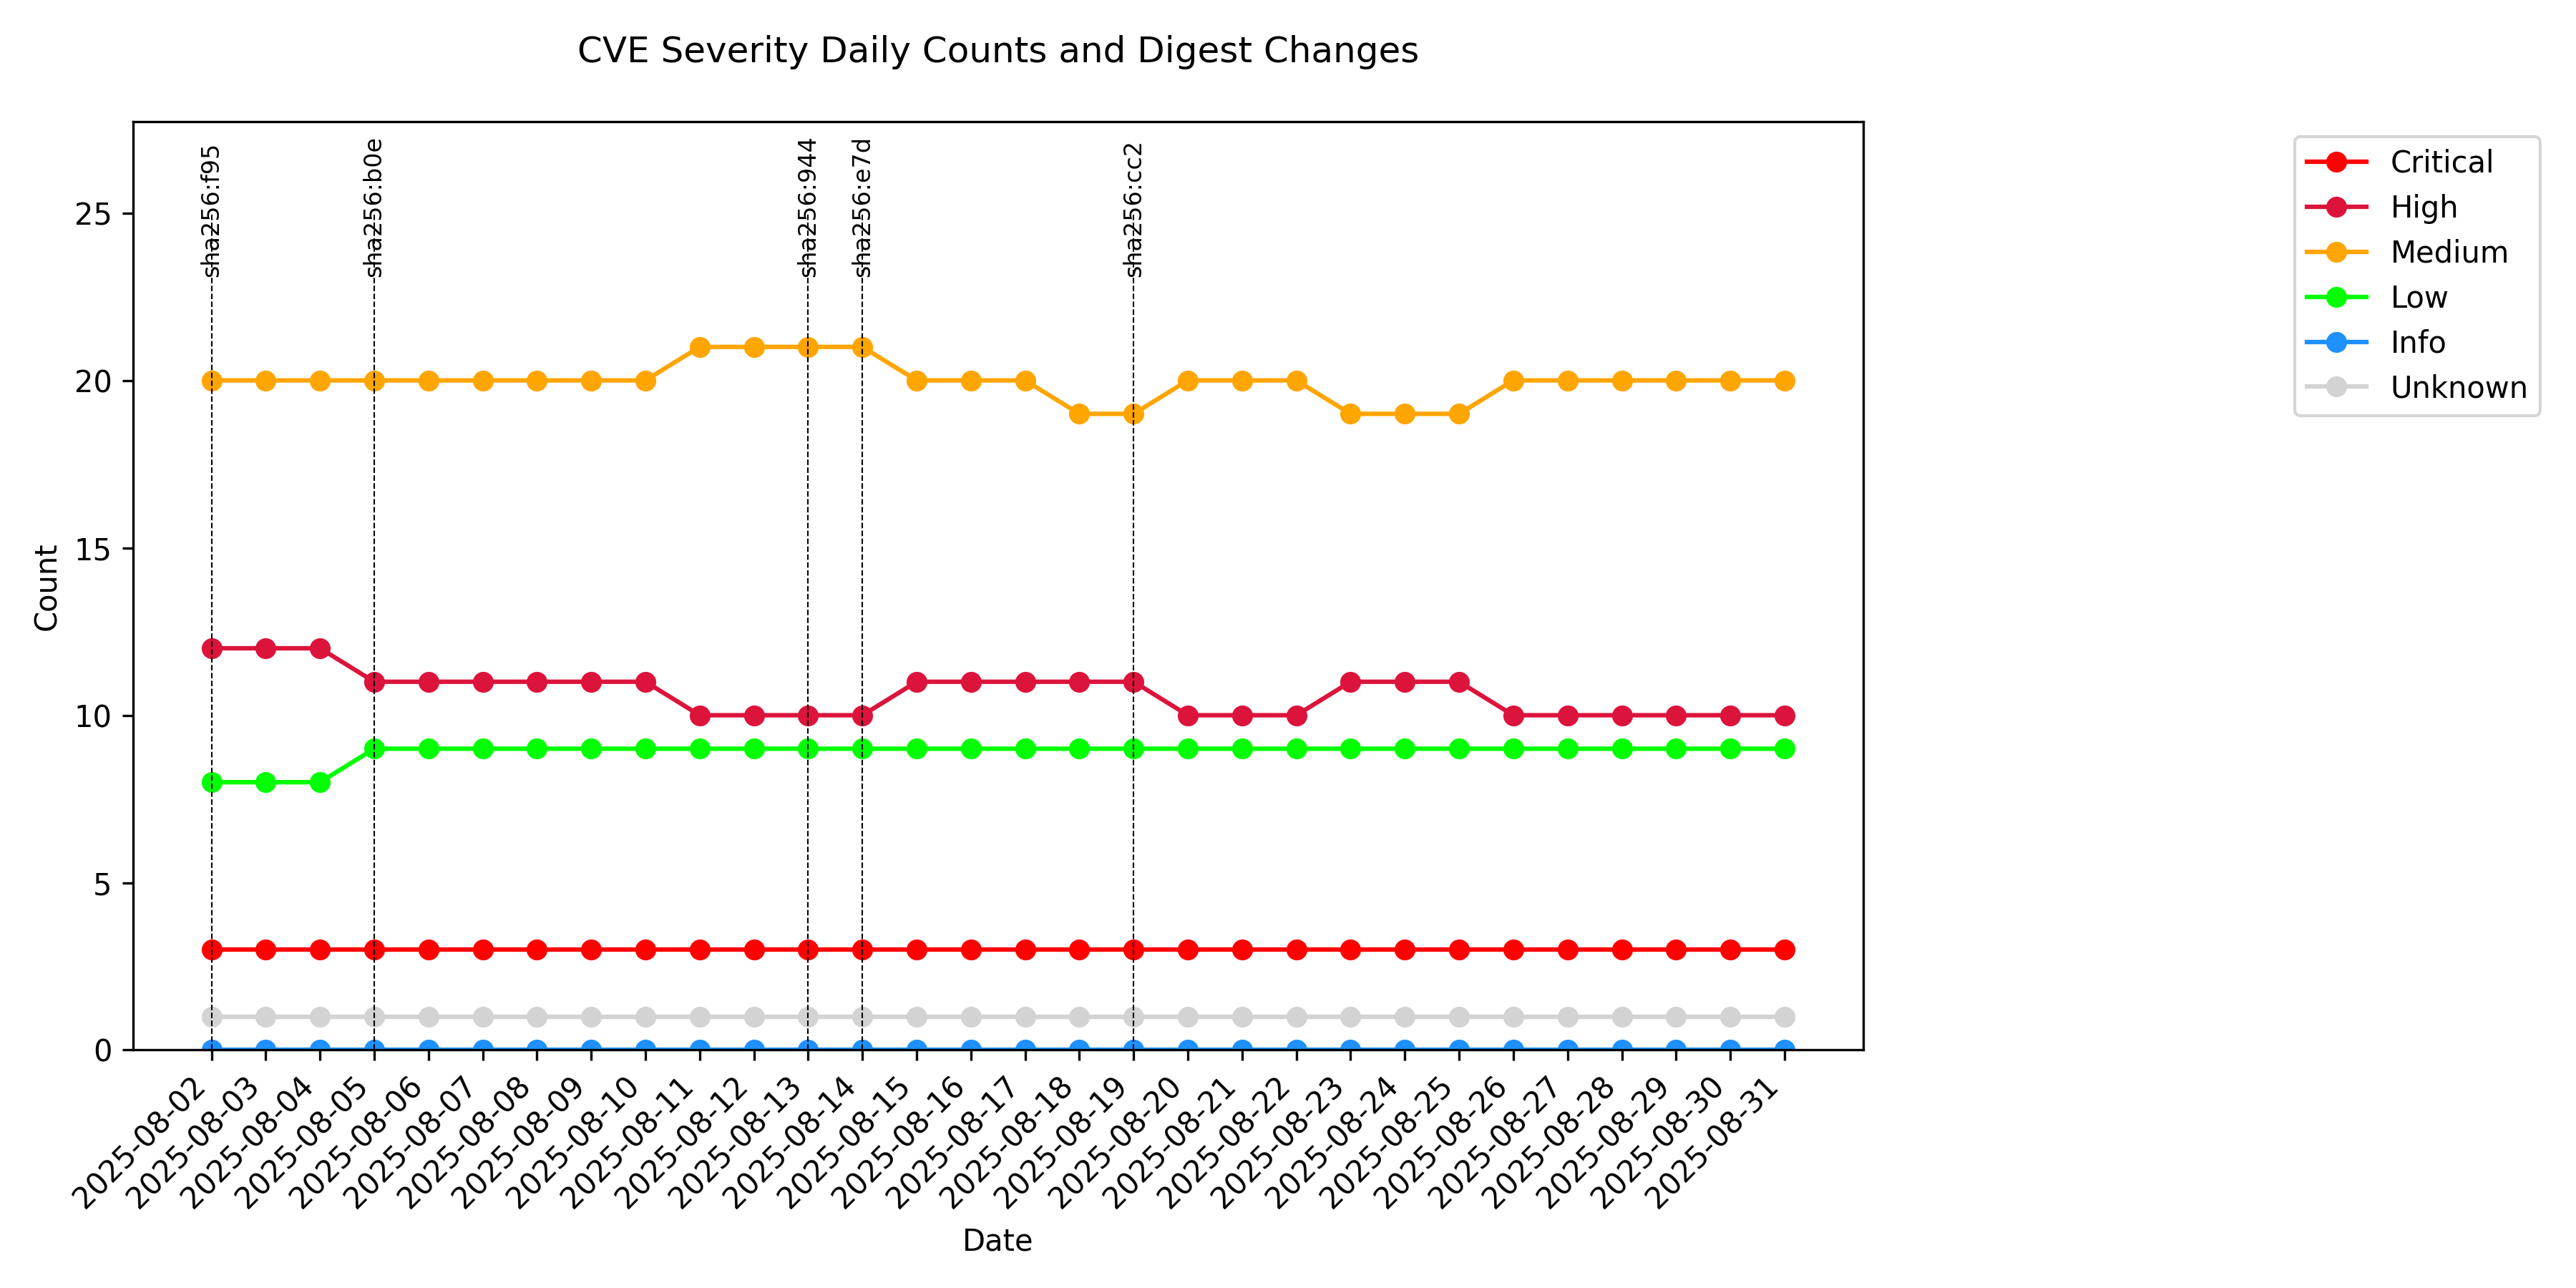 CVE Severity Daily Counts and Digest Changes
sha256:f95
sha256:b0e
sha256:944
sha256:e7d
sha256:cc2
Critical
High
Medium
Low
Info
Unknown
25
20
15
10
5
0
Count
2025-08-02
2025-08-03
2025-08-04
2025-08-05
2025-08-06
2025-08-07
2025-08-08
2025-08-09
2025-08-10
2025-08-11
2025-08-12
2025-08-13
2025-08-14
2025-08-15
2025-08-16
2025-08-17
2025-08-18
2025-08-19
2025-08-20
2025-08-21
2025-08-22
2025-08-23
2025-08-24
2025-08-25
2025-08-26
2025-08-27
2025-08-28
2025-08-29
2025-08-30
2025-08-31
Date